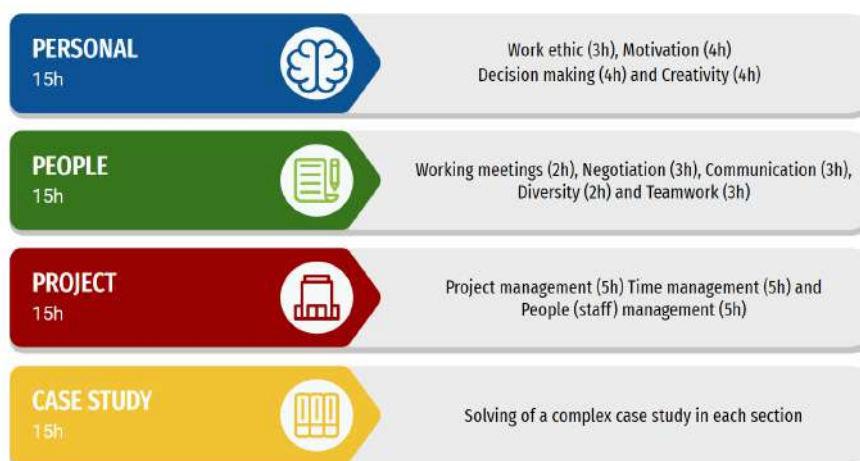 PERSONAL
15h
Work ethic (3h), Motivation (4h)
Decision making (4h) and Creativity (4h)
PEOPLE
15h
Working meetings (2h), Negotiation (3h), Communication (3h),
Diversity (2h) and Teamwork (3h)
PROJECT
15h
Project management (5h) Time management (5h) and
People (staff) management (5h)
CASE STUDY
15h
Solving of a complex case study in each section